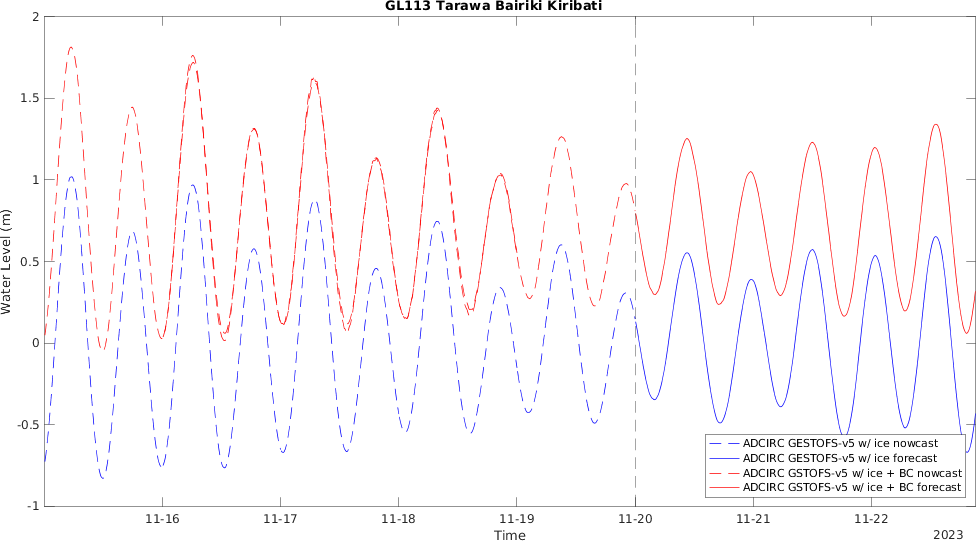 GL113 Tarawa Bairiki Kiribati
2
1.5
1
0.5
0
-0.5
-1
Water Level (m)
11-16
11-17
11-18
11-19
11-20
11-21
11-22
Time
2023
ADCIRC GESTOFS-v5 w/ ice nowcast
ADCIRC GESTOFS-v5 w/ ice forecast
ADCIRC GSTOFS-v5 w/ ice + BC nowcast
ADCIRC GSTOFS-v5 w/ ice + BC forecast